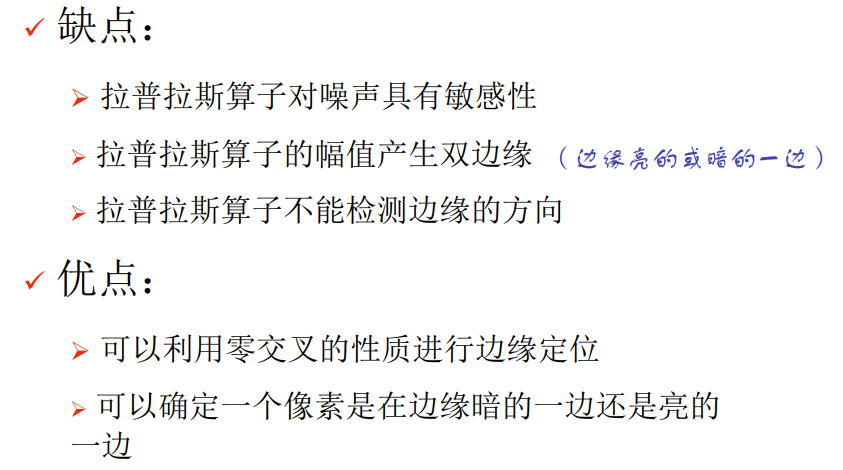 缺点：
拉普拉斯算子对噪声具有敏感性
拉普拉斯算子的幅值产生双边缘（边缘亮的或暗的一边）
拉普拉斯算子不能检测边缘的方向
优点：
可以利用零交叉的性质进行边缘定位
可以确定一个像素是在边缘暗的一边还是亮的
一边